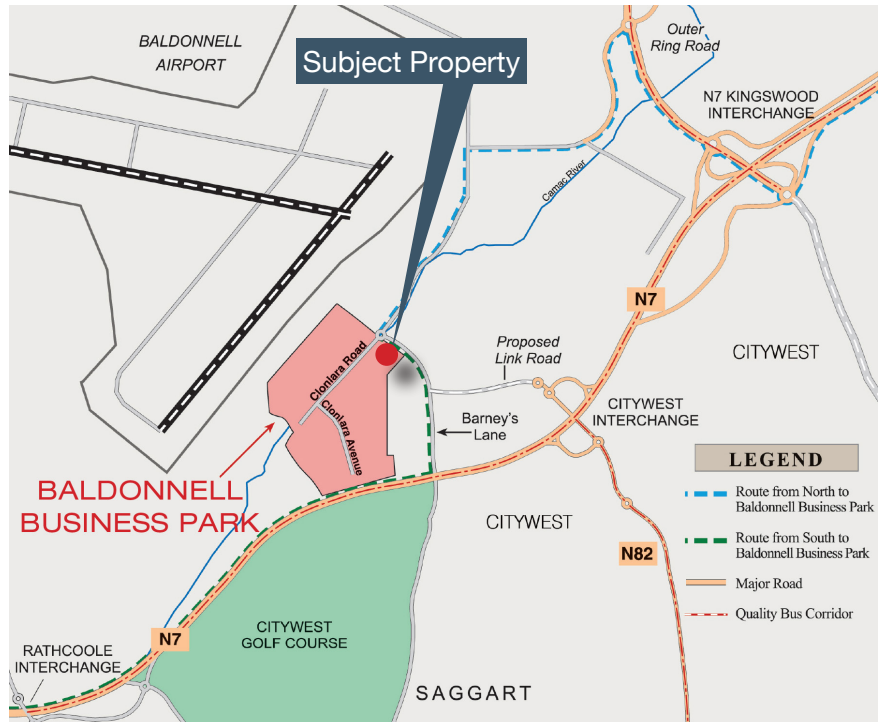 BALDONNELL
AIRPORT
Outer
Ring Road
Subject Property
N7 KINGSWOOD
INTERCHANGE
Camac River
N7
Proposed
Link Road
CITYWEST
Clonlara Road
Clonlara Avenue
Barney's
Lane
CITYWEST
INTERCHANGE
BALDONNELL
BUSINESS PARK
CITYWEST
N82
LEGEND
Route from North to
Baldonnell Business Park
Route from South to
Baldonnell Business Park
Major Road
Quality Bus Corridor
CITYWEST
GOLF COURSE
N7
RATHCOOLE
INTERCHANGE
SAGGART